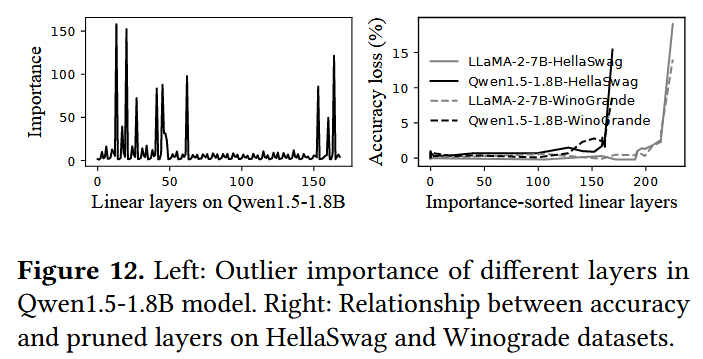 Importance
150
100
50
0
0
50
100
150
Linear layers on Qwen1.5-1.8B
Accuracy loss (%)
15
10
5
0
LLaMA-2-7B-HellaSwag
Qwen1.5-1.8B-HellaSwag
LLaMA-2-7B-WinoGrande
Qwen1.5-1.8B-WinoGrande
0
50
100
150
200
Importance-sorted linear layers
Figure 12. Left: Outlier importance of different layers in
Qwen1.5-1.8B model. Right: Relationship between accuracy
and pruned layers on HellaSwag and Winograde datasets.